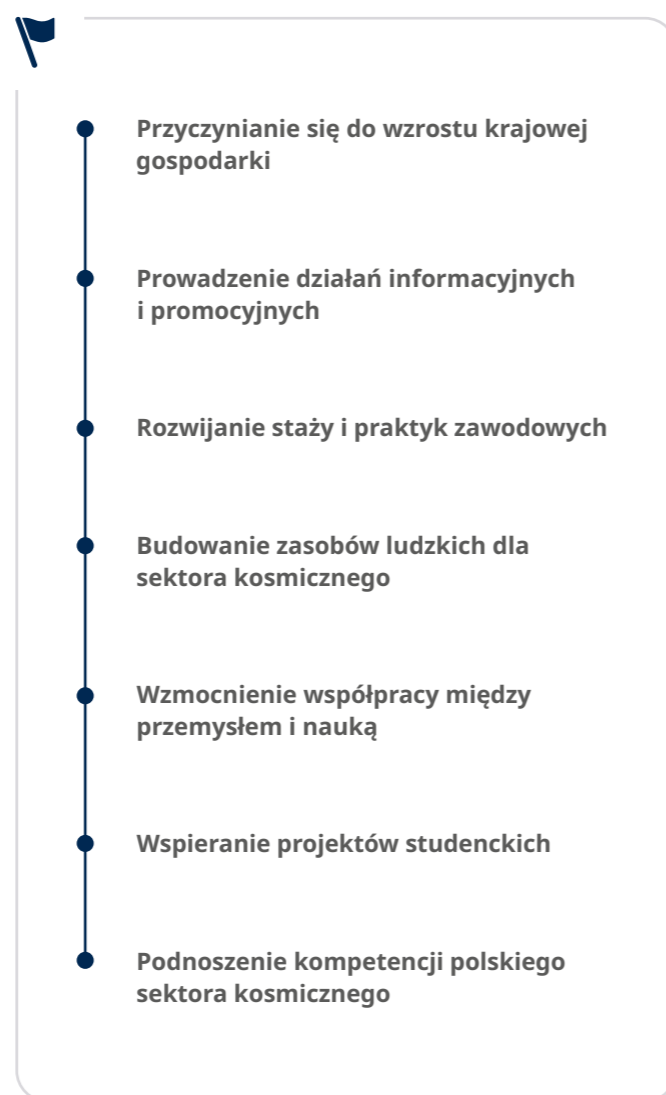 Przyczynianie się do wzrostu krajowej
gospodarki
Prowadzenie działań informacyjnych
i promocyjnych
Rozwijanie staży i praktyk zawodowych
Budowanie zasobów ludzkich dla
sektora kosmicznego
Wzmocnienie współpracy między
przemysłem i nauką
Wspieranie projektów studenckich
Podnoszenie kompetencji polskiego
sektora kosmicznego